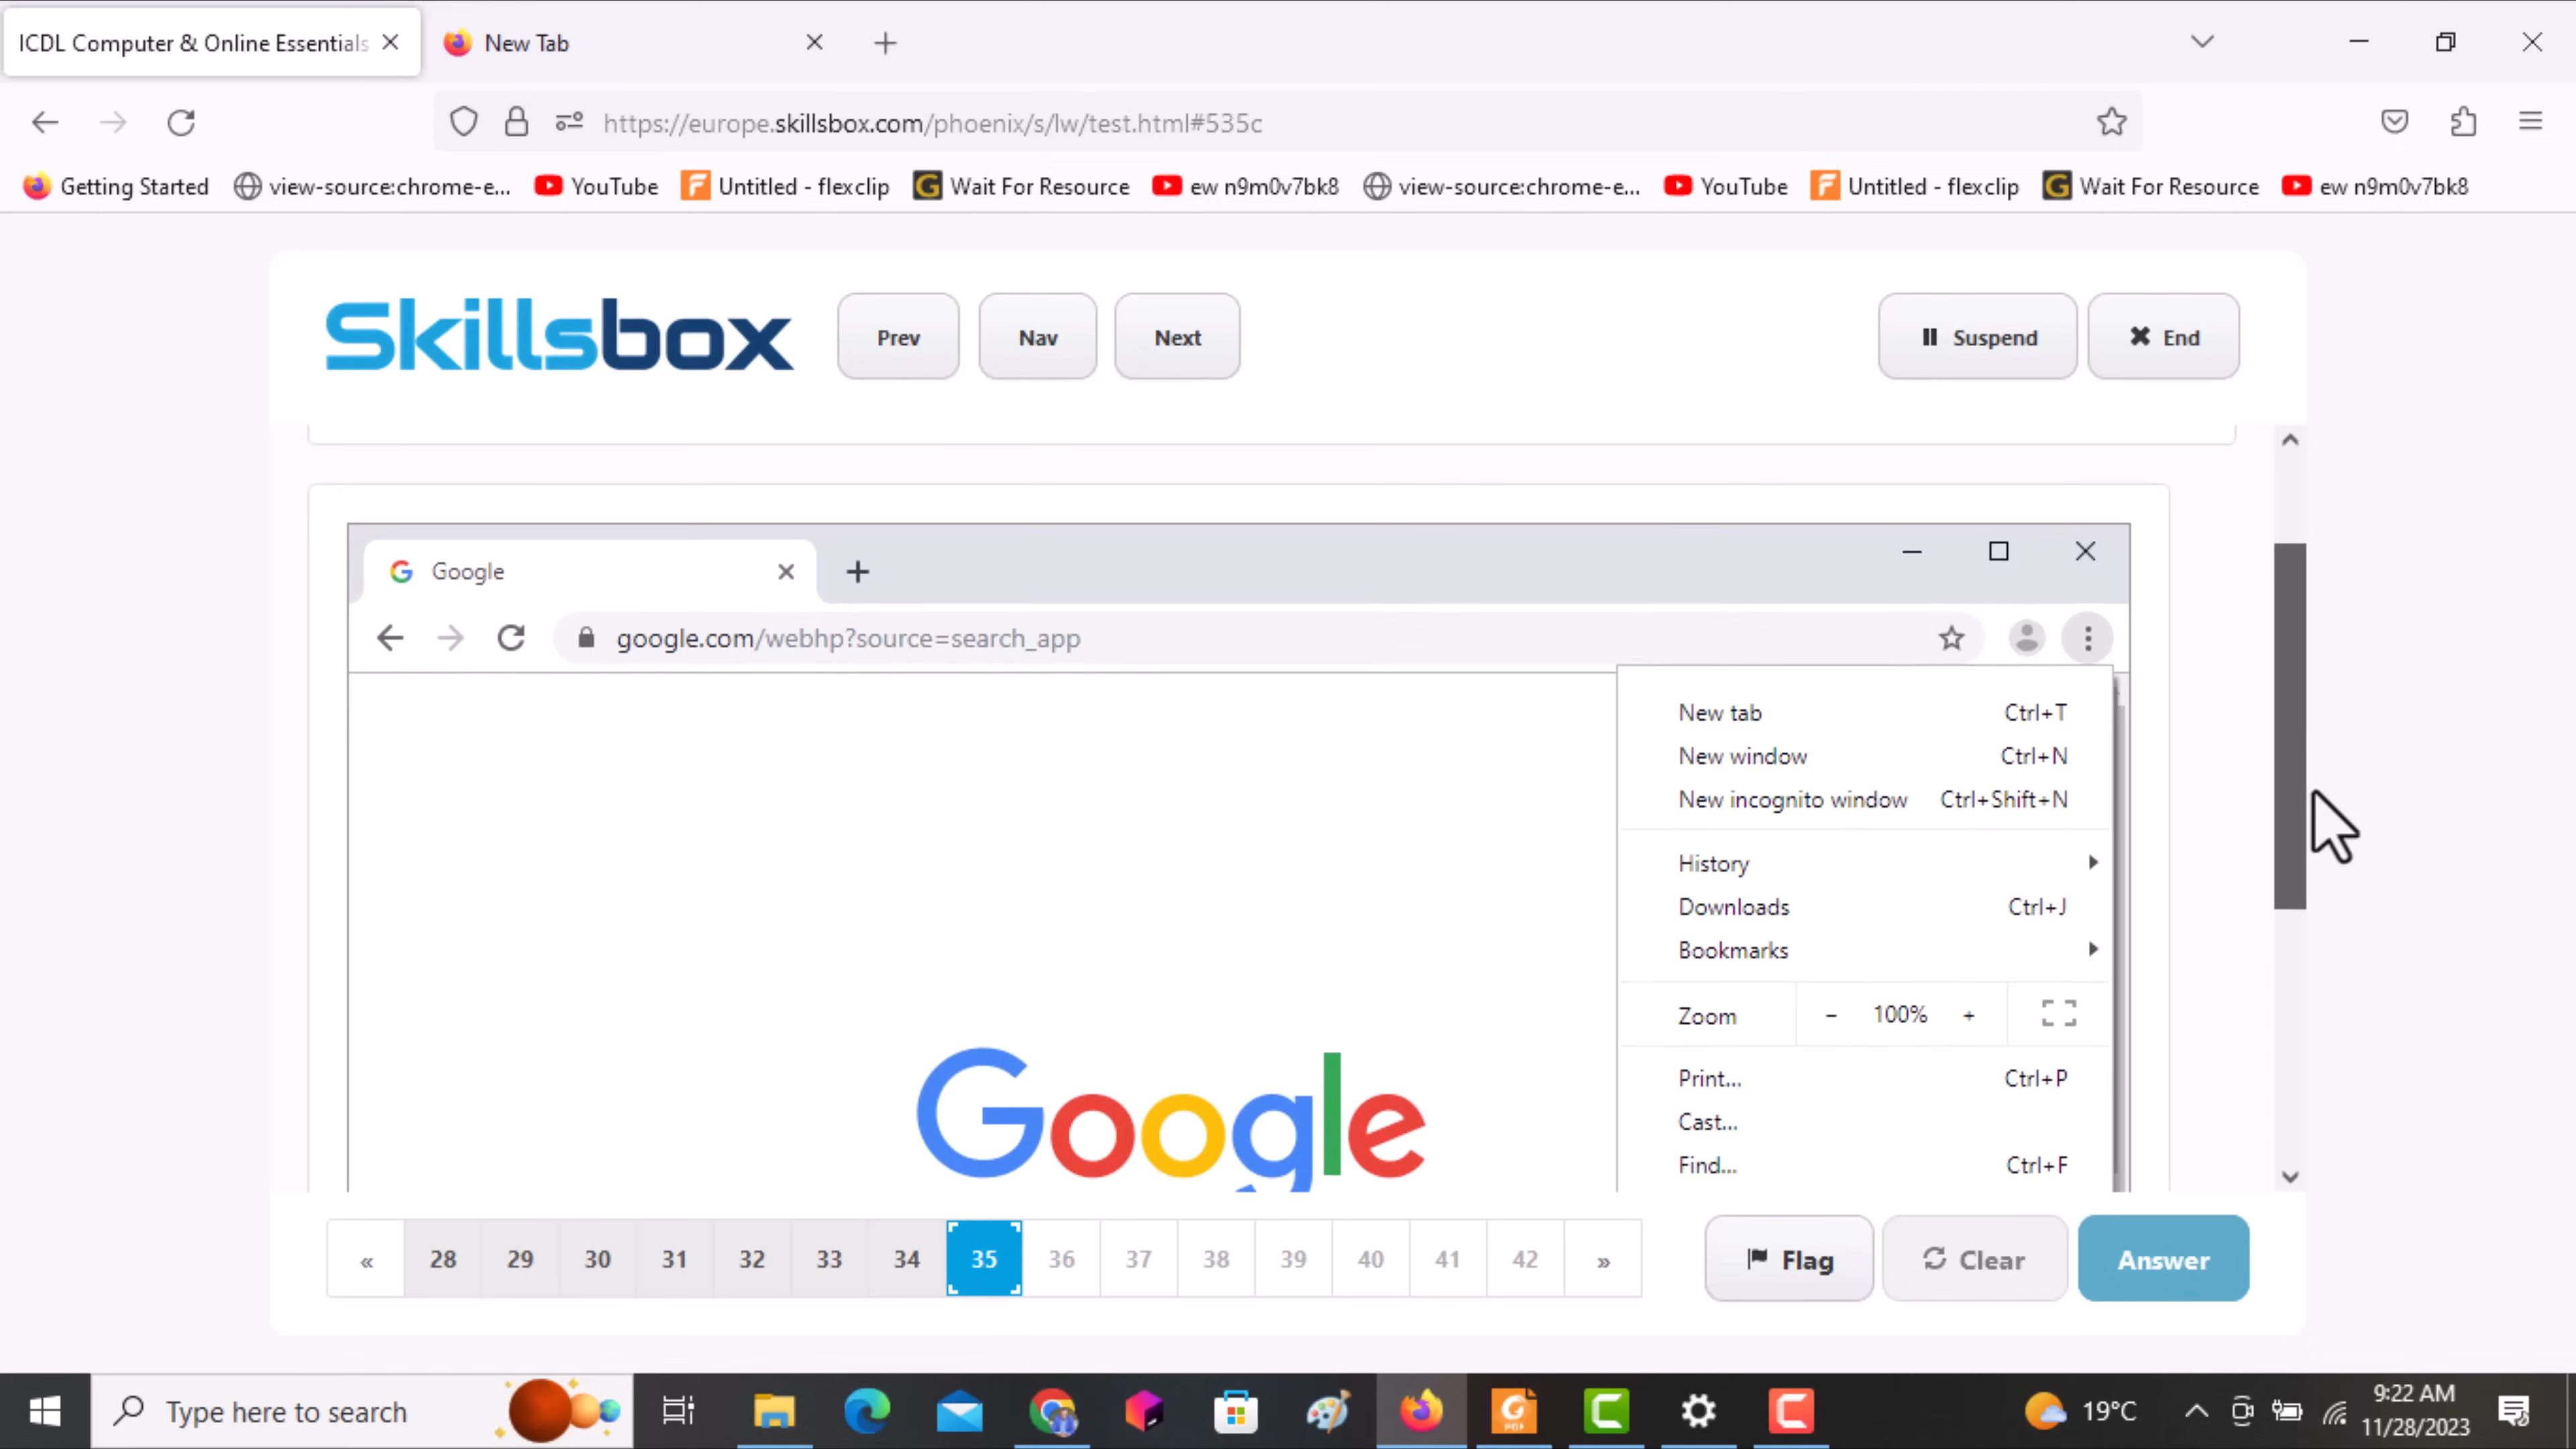 ICDL Computer & Online Essentials
New Tab
https://europe.skillsbox.com/phoenix/s/lw/test.html#535c
Getting Started
view-source:chrome-e...
YouTube
Untitled - flexclip
Wait For Resource
ew n9m0v7bk8
view-source:chrome-e...
YouTube
Untitled - flexclip
Wait For Resource
ew n9m0v7bk8
Skillsbox
Prev
Nav
Next
Suspend
End
Google
google.com/webhp?source=search_app
New tab Ctrl+T
New window Ctrl+N
New incognito window Ctrl+Shift+N
History
Downloads Ctrl+J
Bookmarks
Zoom - 100% +
Print... Ctrl+P
Cast...
Find... Ctrl+F
Google
« 28 29 30 31 32 33 34 35 36 37 38 39 40 41 42 »
Flag
Clear
Answer
Type here to search
19°C
9:22 AM
11/28/2023